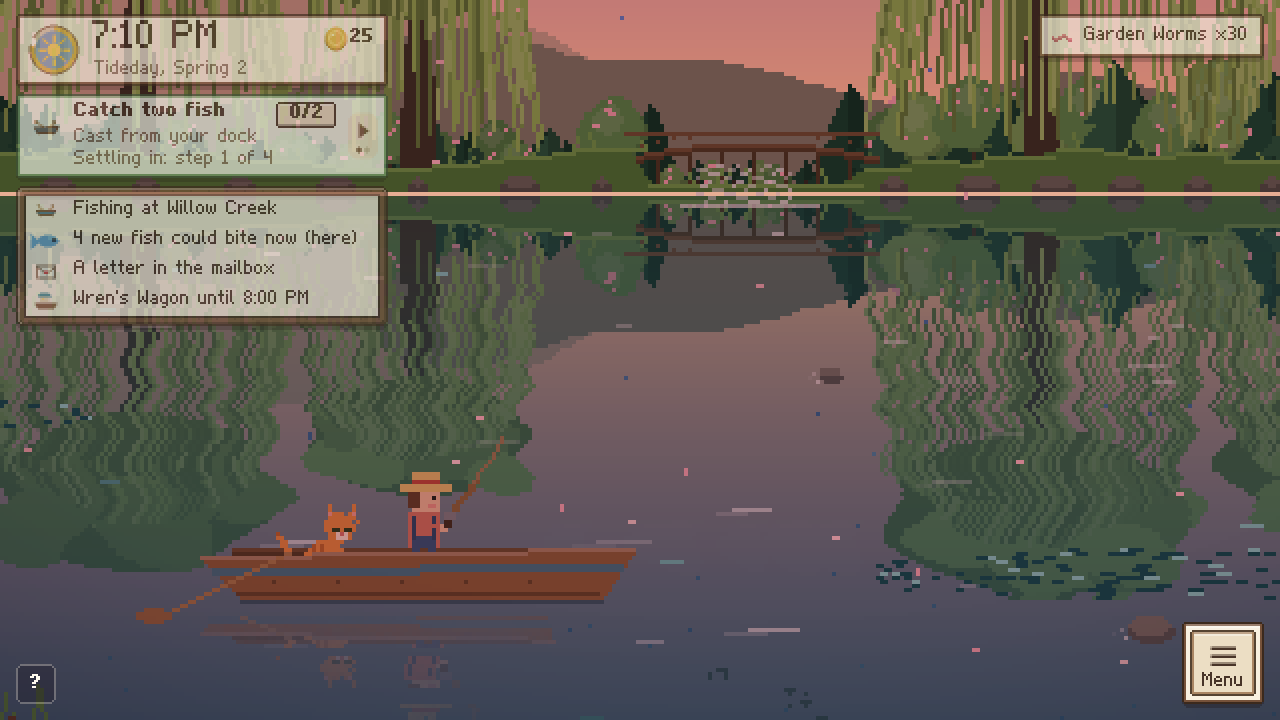 7:10 PM
25
Tideday, Spring 2
Catch two fish
0/2
Cast from your dock
Settling in: step 1 of 4
Fishing at Willow Creek
4 new fish could bite now (here)
A letter in the mailbox
Wren's Wagon until 8:00 PM
Garden Worms x30
?
Menu